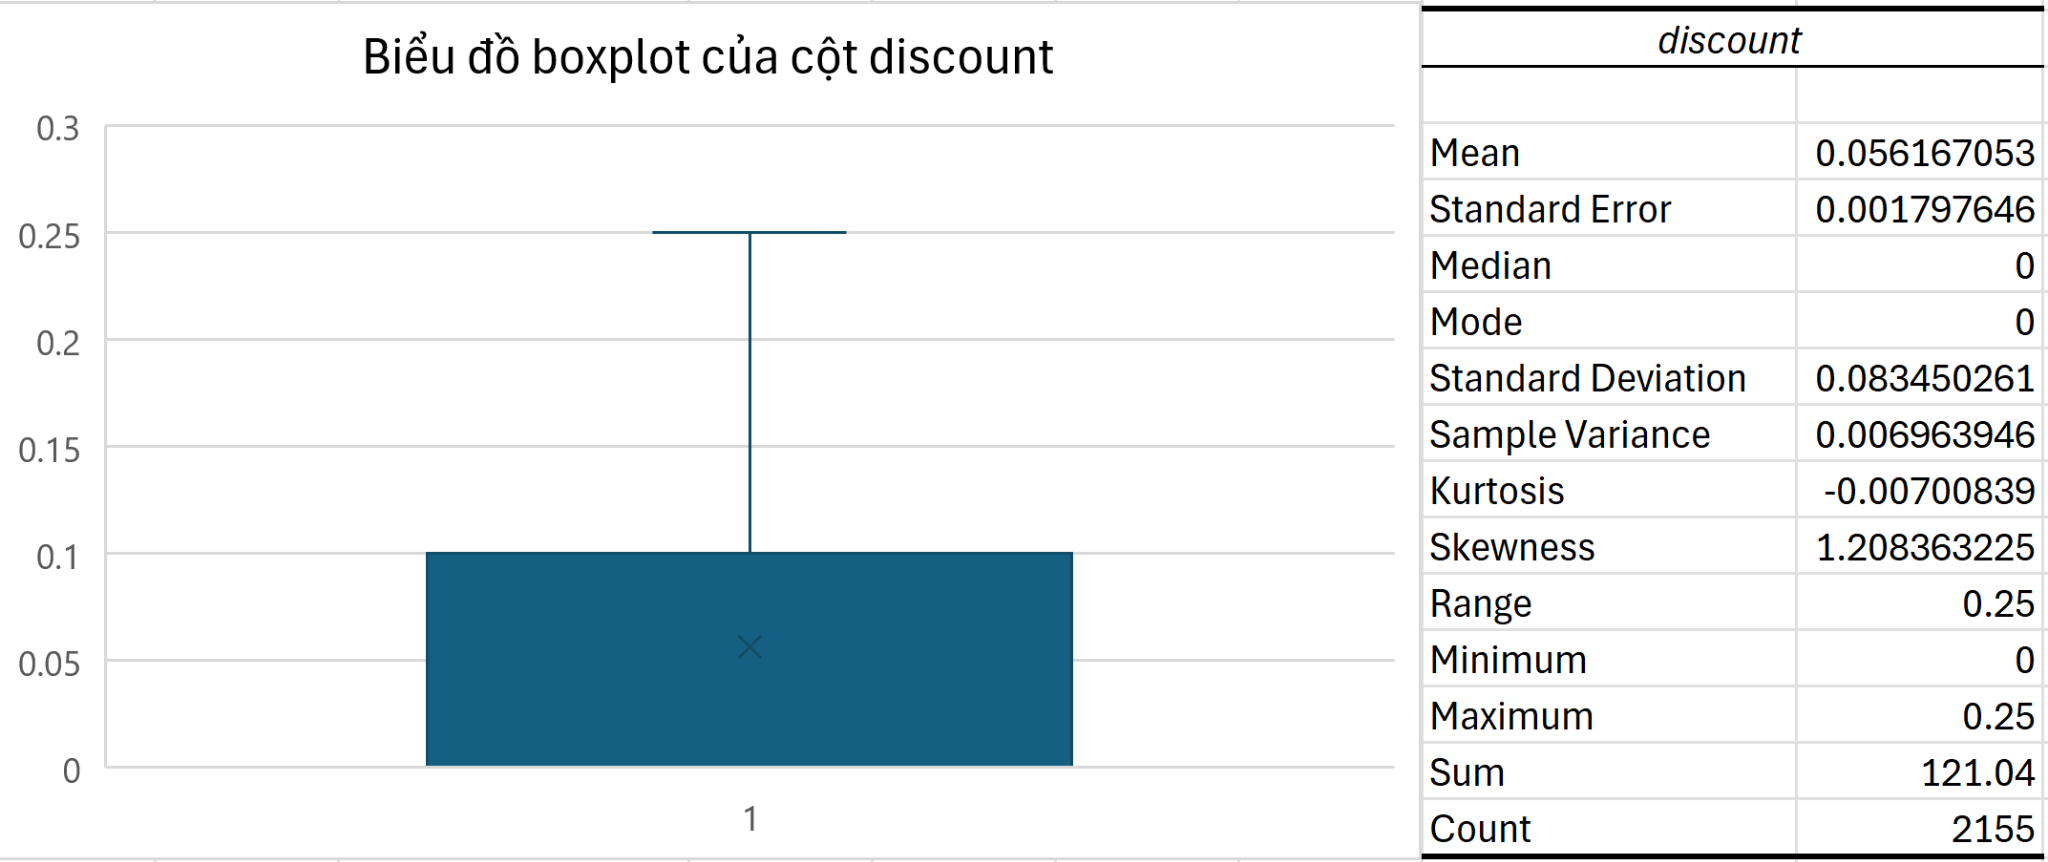 Biểu đồ boxplot của cột discount
0.3
0.25
0.2
0.15
0.1
0.05
0
1
discount
Mean 0.056167053
Standard Error 0.001797646
Median 0
Mode 0
Standard Deviation 0.083450261
Sample Variance 0.006963946
Kurtosis -0.00700839
Skewness 1.208363225
Range 0.25
Minimum 0
Maximum 0.25
Sum 121.04
Count 2155